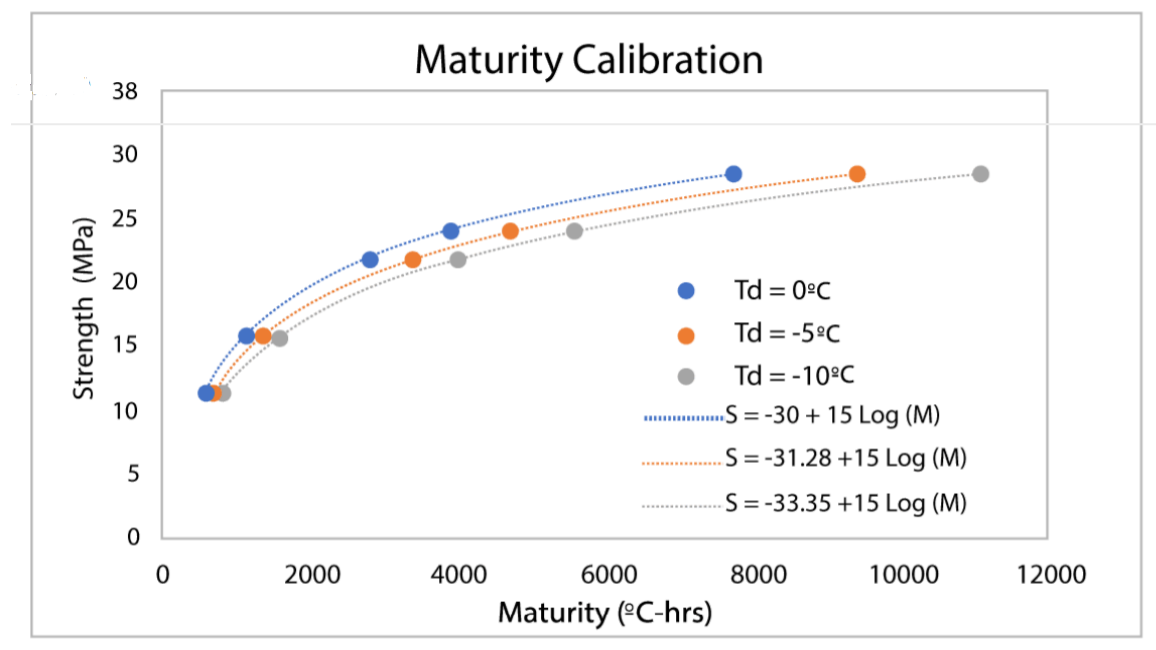 Maturity Calibration
38
30
25
20
15
10
5
0
Strength (MPa)
Td = 0ºC
Td = -5ºC
Td = -10ºC
S = -30 + 15 Log (M)
S = -31.28 +15 Log (M)
S = -33.35 +15 Log (M)
0 2000 4000 6000 8000 10000 12000
Maturity (ºC-hrs)